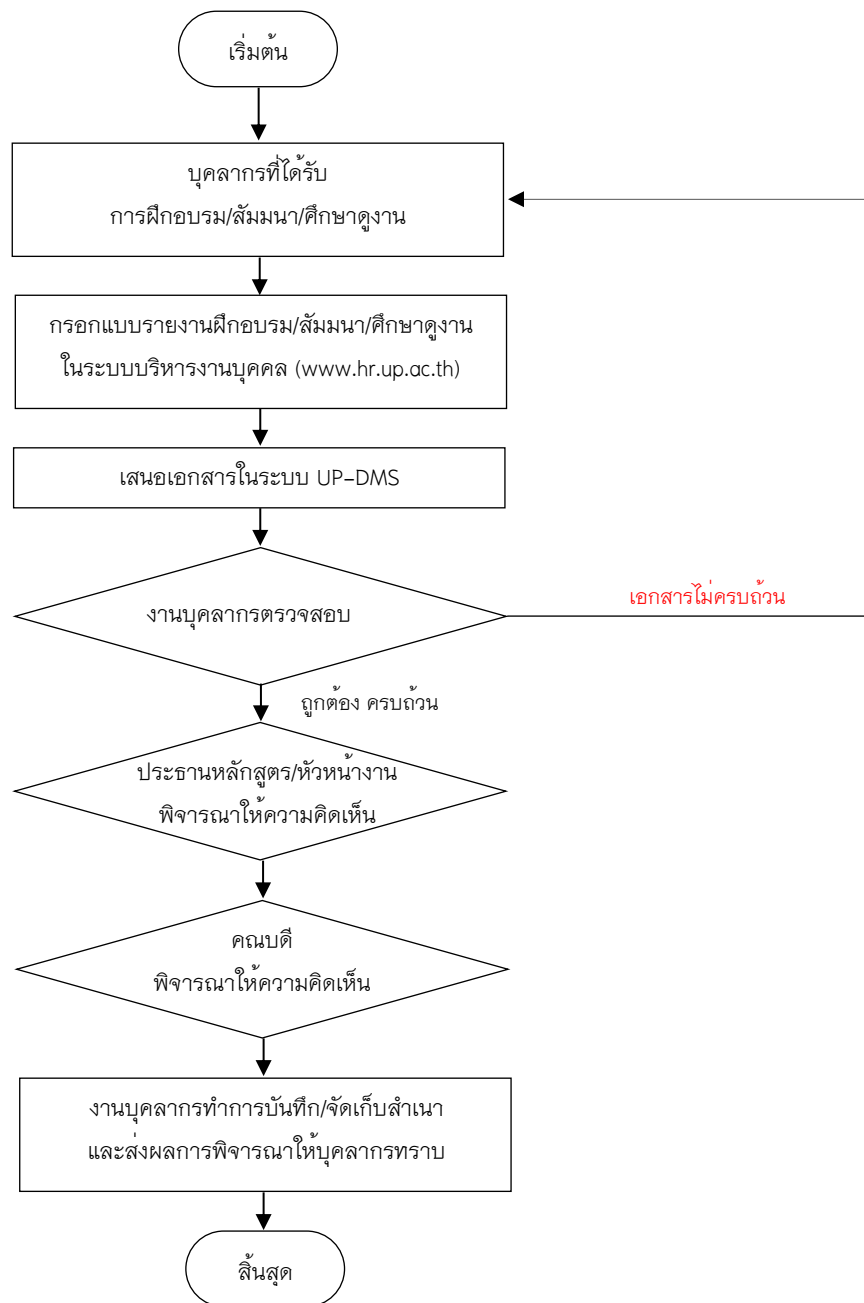 เริ่มต้น
บุคลากรที่ได้รับ
การฝึกอบรม/สัมมนา/ศึกษาดูงาน
กรอกแบบรายงานฝึกอบรม/สัมมนา/ศึกษาดูงาน
ในระบบบริหารงานบุคคล (www.hr.up.ac.th)
เสนอเอกสารในระบบ UP-DMS
งานบุคลากรตรวจสอบ
เอกสารไม่ครบถ้วน
ถูกต้อง ครบถ้วน
ประธานหลักสูตร/หัวหน้างาน
พิจารณาให้ความคิดเห็น
คณบดี
พิจารณาให้ความคิดเห็น
งานบุคลากรทำการบันทึก/จัดเก็บสำเนา
และส่งผลการพิจารณาให้บุคลากรทราบ
สิ้นสุด